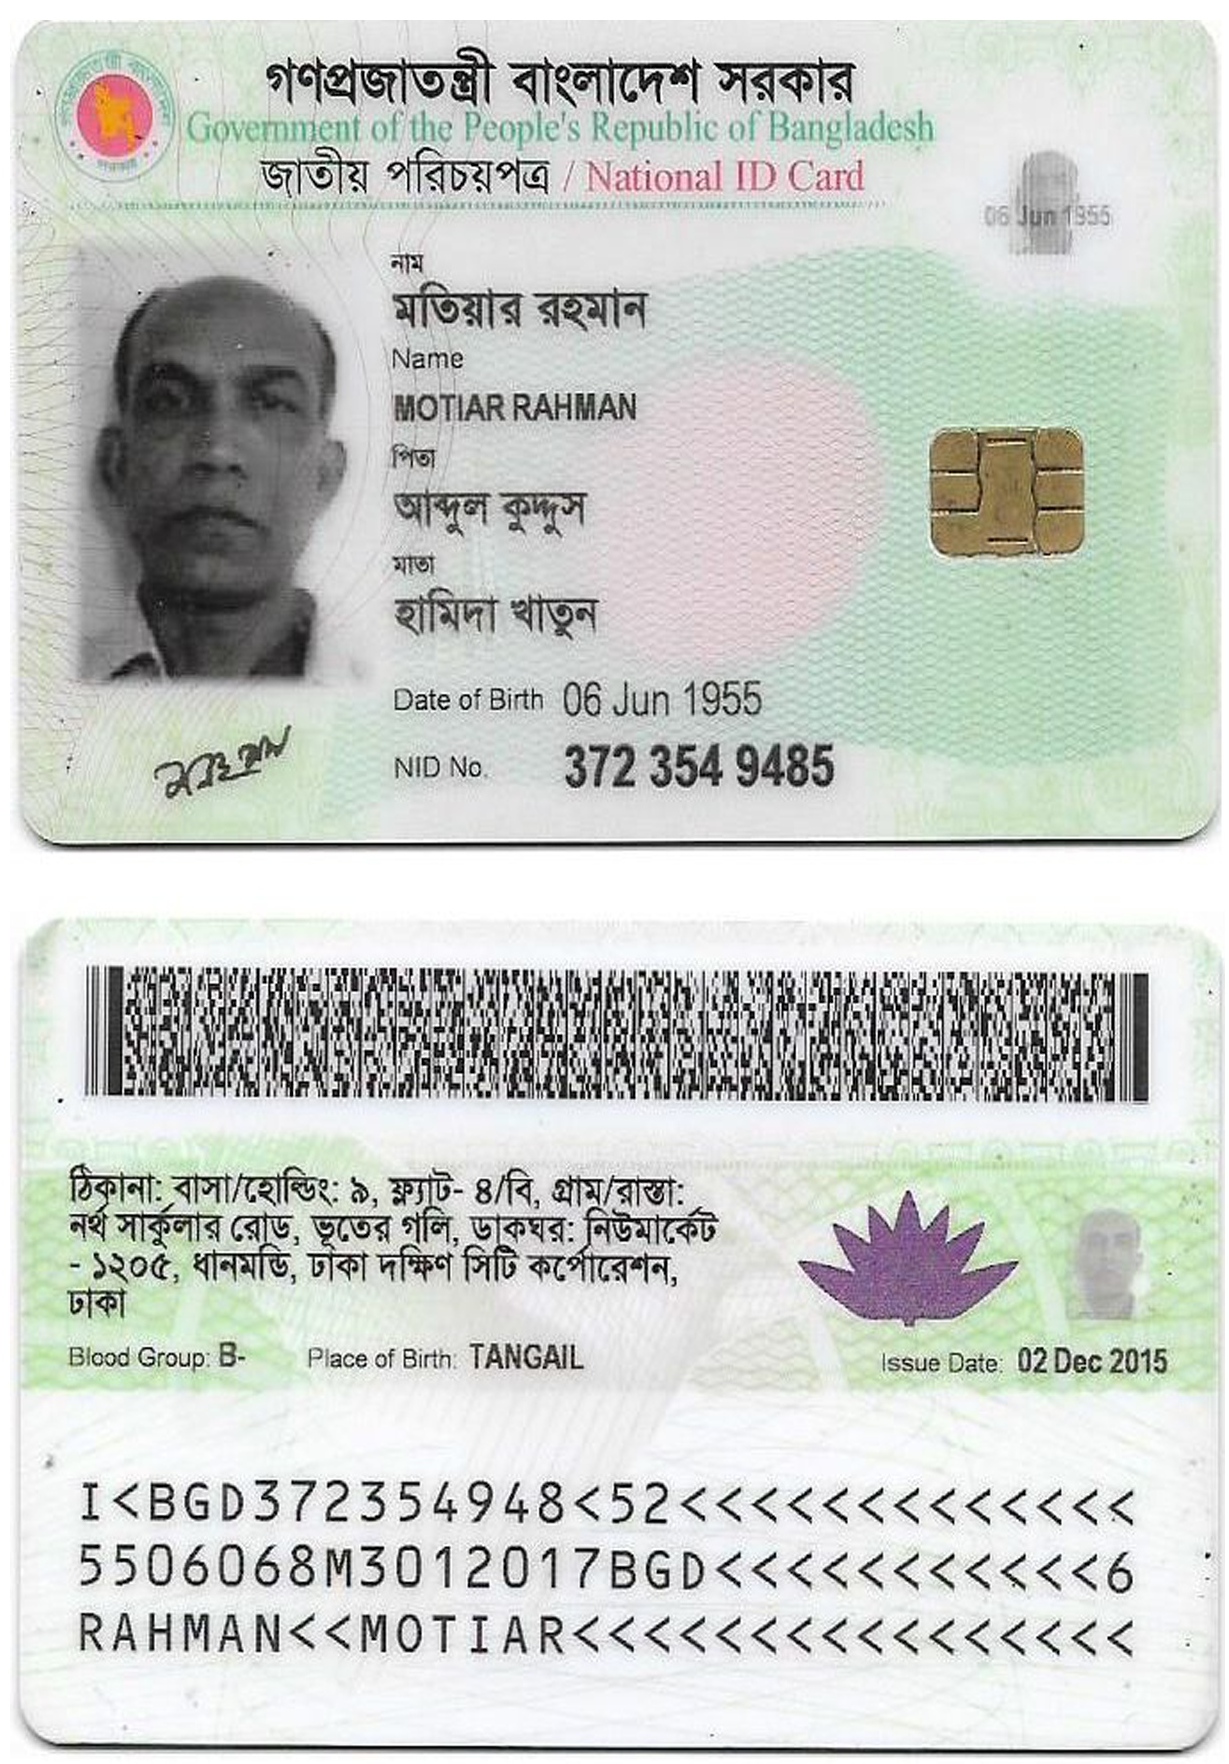 গণপ্রজাতন্ত্রী বাংলাদেশ সরকার
Government of the People's Republic of Bangladesh
জাতীয় পরিচয়পত্র / National ID Card
06 Jun 1955
নাম
মতিয়ার রহমান
Name
MOTIAR RAHMAN
পিতা
আব্দুল কুদ্দুস
মাতা
হামিদা খাতুন
Date of Birth 06 Jun 1955
NID No. 372 354 9485
ঠিকানা: বাসা/হোল্ডিং: ৯, ফ্ল্যাট- ৪/বি, গ্রাম/রাস্তা:
নর্থ সার্কুলার রোড, ভূতের গলি, ডাকঘর: নিউমার্কেট
- ১২০৫, ধানমন্ডি, ঢাকা দক্ষিণ সিটি কর্পোরেশন,
ঢাকা
Blood Group: B- Place of Birth: TANGAIL Issue Date: 02 Dec 2015
I<BGD372354948<52<<<<<<<<<<<<<
5506068M3012017BGD<<<<<<<<<<<6
RAHMAN<<MOTIAR<<<<<<<<<<<<<<<<